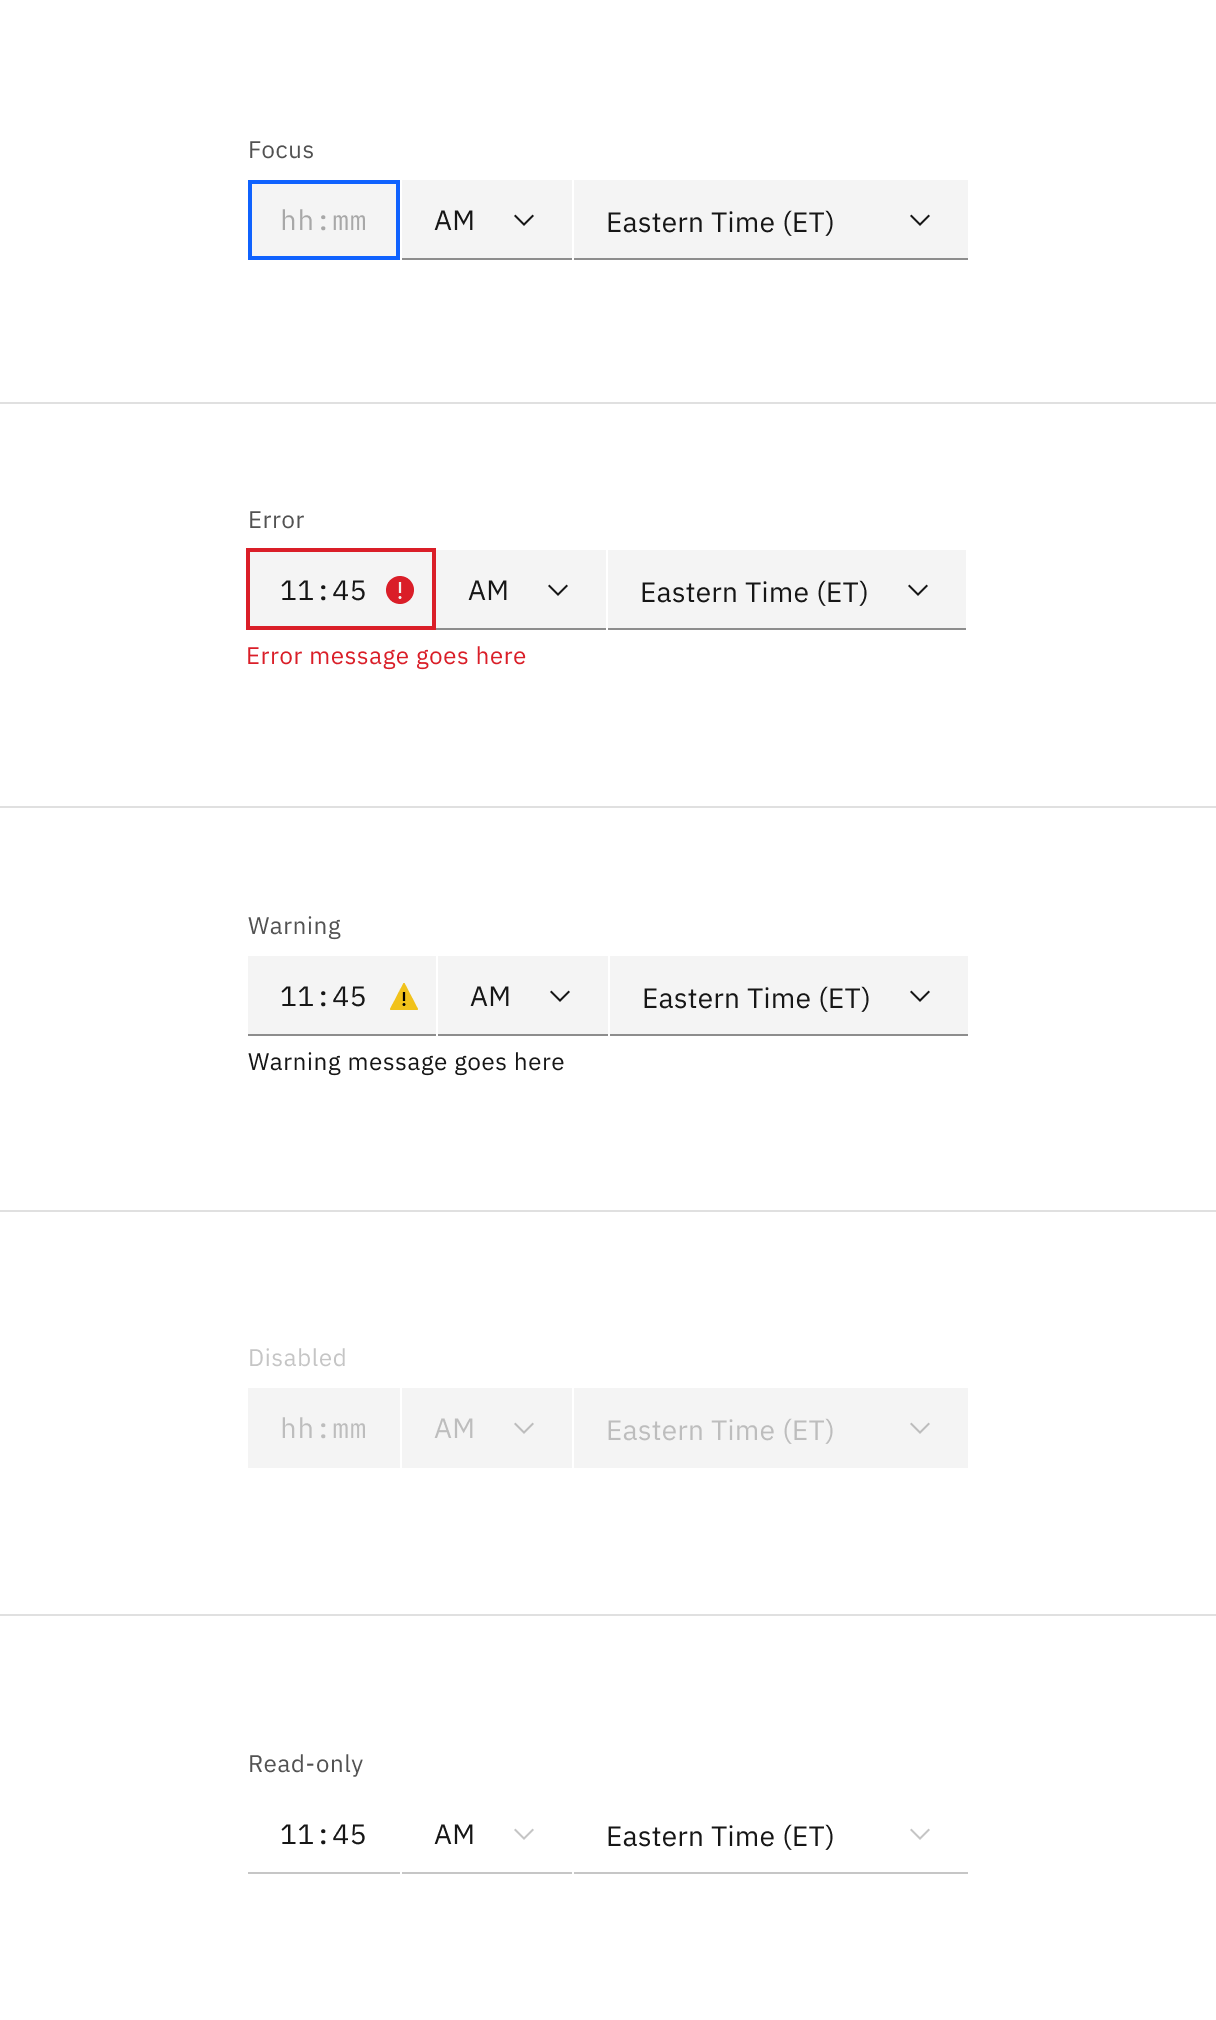 Focus
hh:mm AM Eastern Time (ET)
Error
11:45 AM Eastern Time (ET)
Error message goes here
Warning
11:45 AM Eastern Time (ET)
Warning message goes here
Disabled
hh:mm AM Eastern Time (ET)
Read-only
11:45 AM Eastern Time (ET)